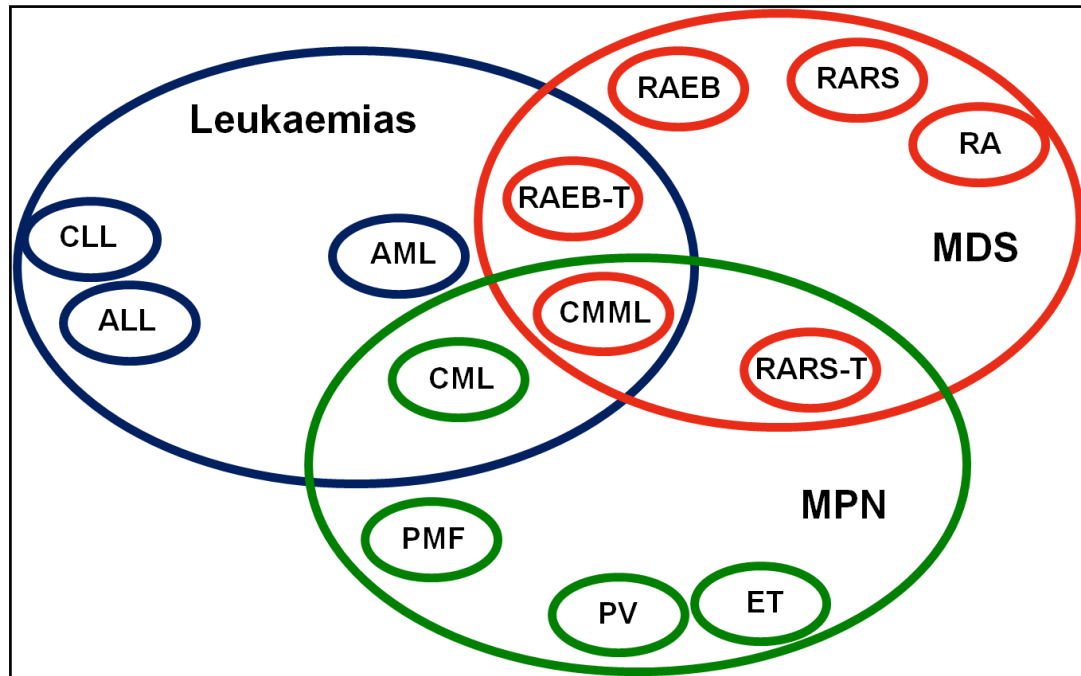 RAEB
RARS
Leukaemias
RA
RAEB-T
CLL
AML
MDS
ALL
CMML
CML
RARS-T
MPN
PMF
PV
ET